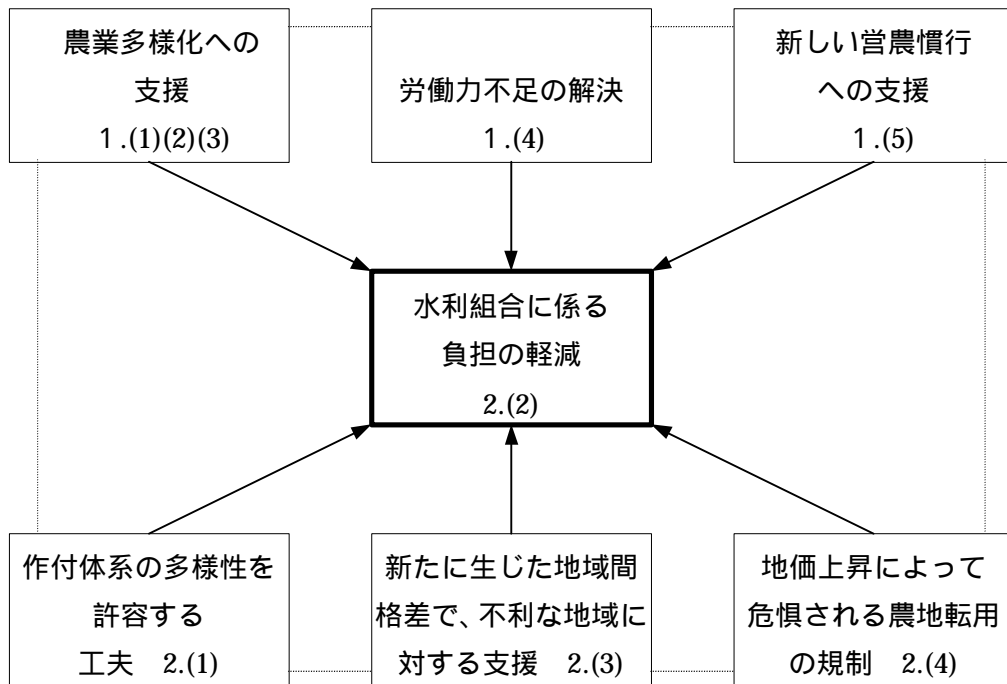 農業多様化への
支援
１.(1)(2)(3)
労働力不足の解決
１.(4)
新しい営農慣行
への支援
１.(5)
水利組合に係る
負担の軽減
2.(2)
作付体系の多様性を
許容する
工夫　2.(1)
新たに生じた地域間
格差で、不利な地域に
対する支援　2.(3)
地価上昇によって
危惧される農地転用
の規制　2.(4)